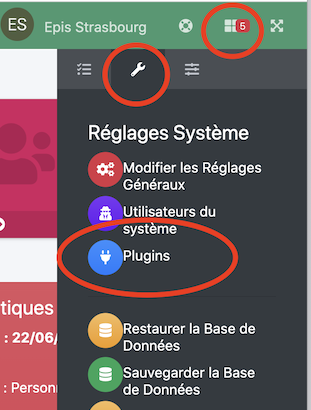 ES Epis Strasbourg 5
Réglages Système
Modifier les Réglages
Généraux
Utilisateurs du
système
Plugins
tiques
: 22/06/
Restaurer la Base de
Données
: Personn
Sauvegarder la Base
de Données